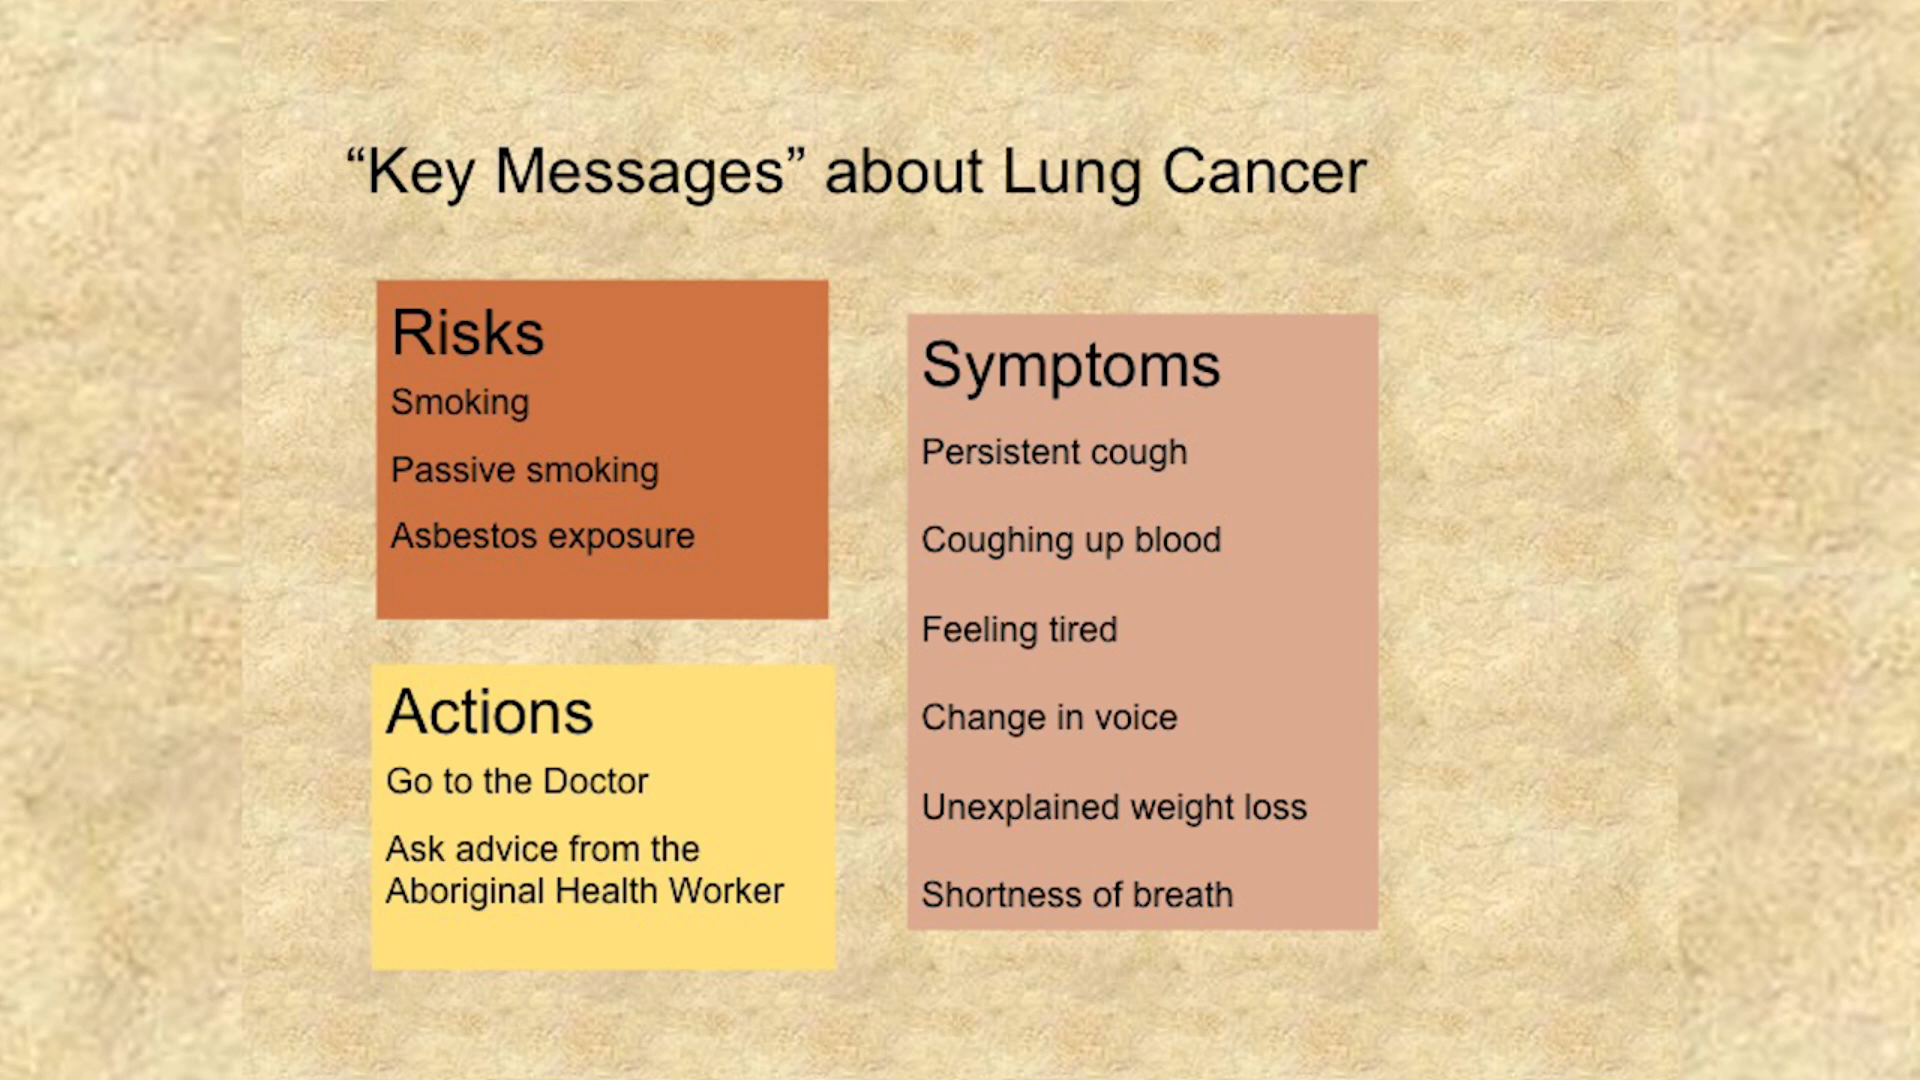 “Key Messages” about Lung Cancer
Risks
Smoking
Passive smoking
Asbestos exposure
Actions
Go to the Doctor
Ask advice from the
Aboriginal Health Worker
Symptoms
Persistent cough
Coughing up blood
Feeling tired
Change in voice
Unexplained weight loss
Shortness of breath